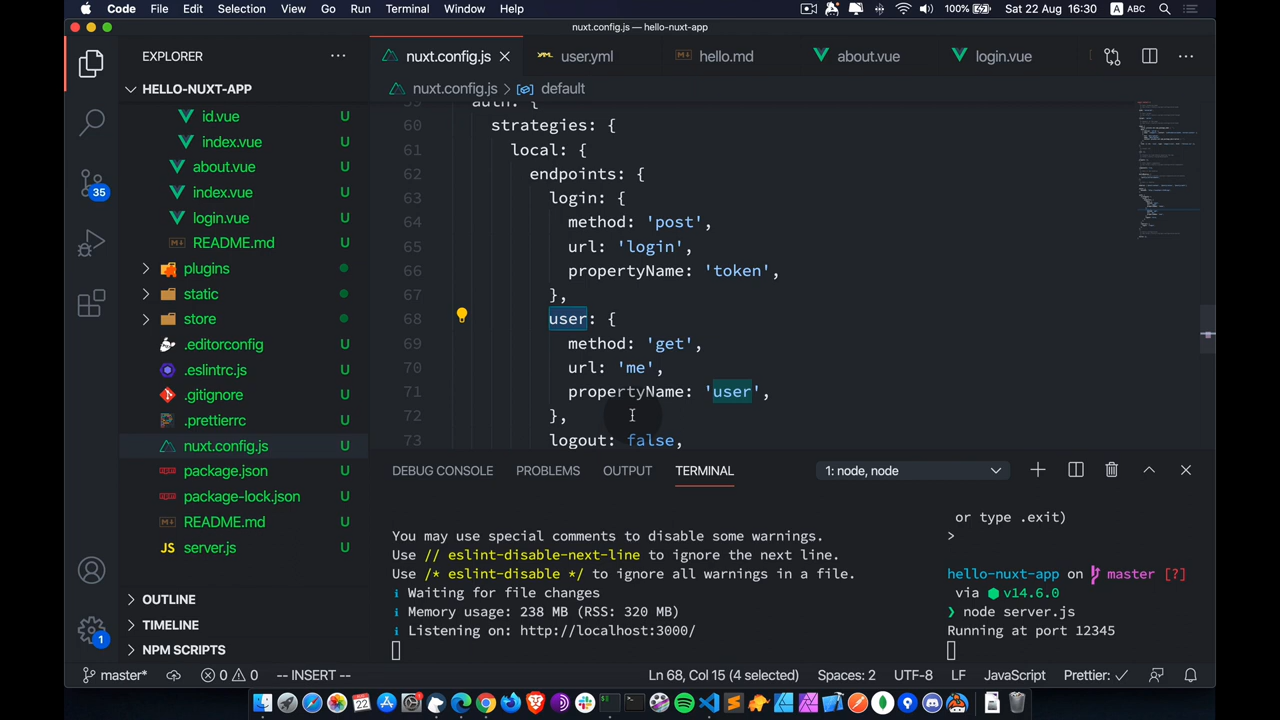 Code File Edit Selection View Go Run Terminal Window Help 100% Sat 22 Aug 16:30 A ABC
nuxt.config.js — hello-nuxt-app
EXPLORER
nuxt.config.js user.yml hello.md about.vue login.vue
HELLO-NUXT-APP
nuxt.config.js > default
id.vue U
index.vue U
about.vue U
index.vue U
login.vue U
README.md U
plugins
static
store
.editorconfig U
.eslintrc.js U
.gitignore U
.prettierrc U
nuxt.config.js U
package.json U
package-lock.json U
README.md U
server.js U
OUTLINE
TIMELINE
NPM SCRIPTS
35
1
59 auth: {
60 strategies: {
61 local: {
62 endpoints: {
63 login: {
64 method: 'post',
65 url: 'login',
66 propertyName: 'token',
67 },
68 user: {
69 method: 'get',
70 url: 'me',
71 propertyName: 'user',
72 },
73 logout: false,
DEBUG CONSOLE PROBLEMS OUTPUT TERMINAL 1: node, node
You may use special comments to disable some warnings.
Use // eslint-disable-next-line to ignore the next line.
Use /* eslint-disable */ to ignore all warnings in a file.
i Waiting for file changes
i Memory usage: 238 MB (RSS: 320 MB)
i Listening on: http://localhost:3000/
or type .exit)
>
hello-nuxt-app on master [?]
via v14.6.0
❯ node server.js
Running at port 12345
master* 0 0 -- INSERT -- Ln 68, Col 15 (4 selected) Spaces: 2 UTF-8 LF JavaScript Prettier: ✓